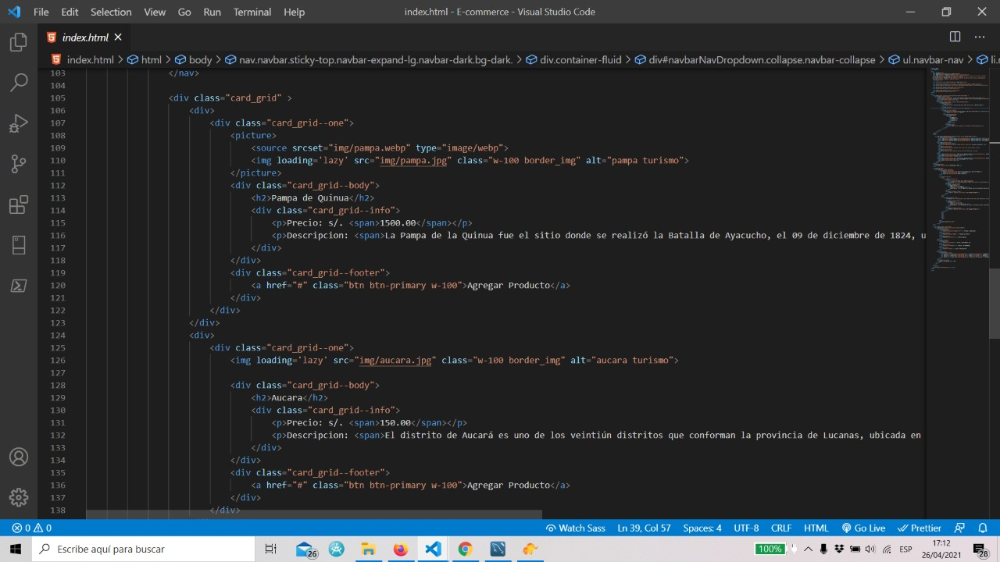 File Edit Selection View Go Run Terminal Help index.html - E-commerce - Visual Studio Code
index.html
index.html > html > body > nav.navbar.sticky-top.navbar-expand-lg.navbar-dark.bg-dark. > div.container-fluid > div#navbarNavDropdown.collapse.navbar-collapse > ul.navbar-nav > li.n
103 </nav>
104
105 <div class="card_grid">
106 <div>
107 <div class="card_grid--one">
108 <picture>
109 <source srcset="img/pampa.webp" type="image/webp">
110 <img loading='lazy' src="img/pampa.jpg" class="w-100 border_img" alt="pampa turismo">
111 </picture>
112 <div class="card_grid--body">
113 <h2>Pampa de Quinua</h2>
114 <div class="card_grid--info">
115 <p>Precio: s/. <span>1500.00</span></p>
116 <p>Descripcion: <span>La Pampa de la Quinua fue el sitio donde se realizó la Batalla de Ayacucho, el 09 de diciembre de 1824,
117 </div>
118 </div>
119 <div class="card_grid--footer">
120 <a href="#" class="btn btn-primary w-100">Agregar Producto</a>
121 </div>
122 </div>
123 </div>
124 <div>
125 <div class="card_grid--one">
126 <img loading='lazy' src="img/aucara.jpg" class="w-100 border_img" alt="aucara turismo">
127
128 <div class="card_grid--body">
129 <h2>Aucara</h2>
130 <div class="card_grid--info">
131 <p>Precio: s/. <span>150.00</span></p>
132 <p>Descripcion: <span>El distrito de Aucará es uno de los veintiún distritos que conforman la provincia de Lucanas, ubicada en
133 </div>
134 </div>
135 <div class="card_grid--footer">
136 <a href="#" class="btn btn-primary w-100">Agregar Producto</a>
137 </div>
138 </div>
0 0 Watch Sass Ln 39, Col 57 Spaces: 4 UTF-8 CRLF HTML Go Live Prettier
Escribe aquí para buscar 26 100% ESP 17:12
26/04/2021 28